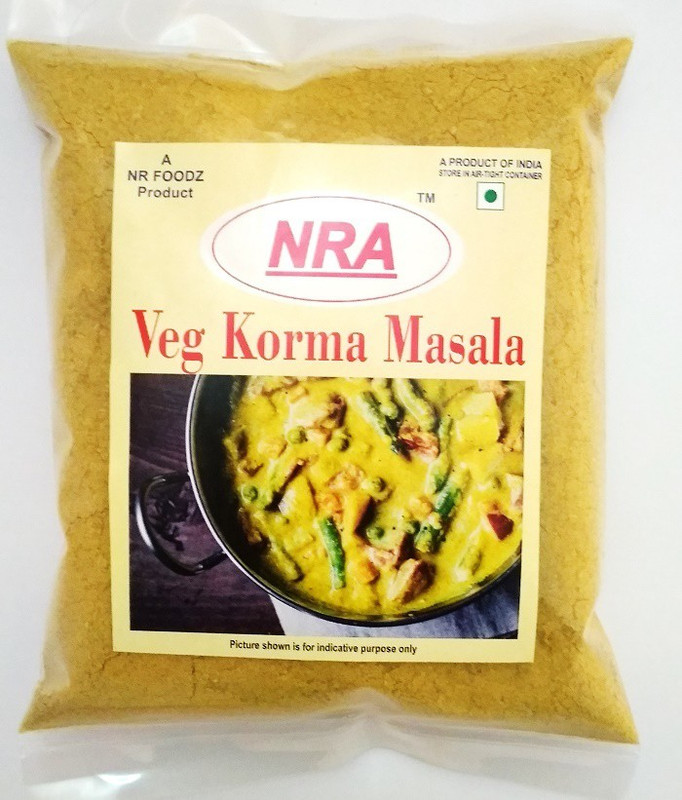 A
NR FOODZ
Product
A PRODUCT OF INDIA
STORE IN AIR-TIGHT CONTAINER
TM
NRA
Veg Korma Masala
Picture shown is for indicative purpose only